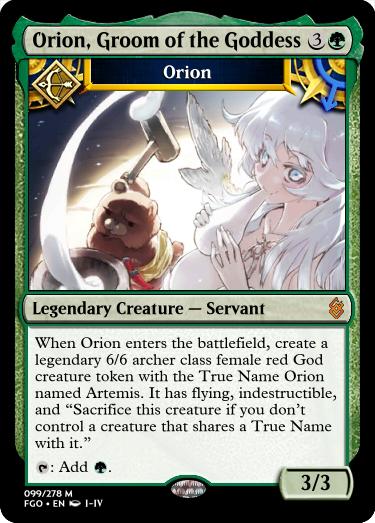 Orion, Groom of the Goddess 3
Orion
Legendary Creature — Servant
When Orion enters the battlefield, create a
legendary 6/6 archer class female red God
creature token with the True Name Orion
named Artemis. It has flying, indestructible,
and “Sacrifice this creature if you don’t
control a creature that shares a True Name
with it.”
: Add .
3/3
099/278 M
FGO • EN I-IV